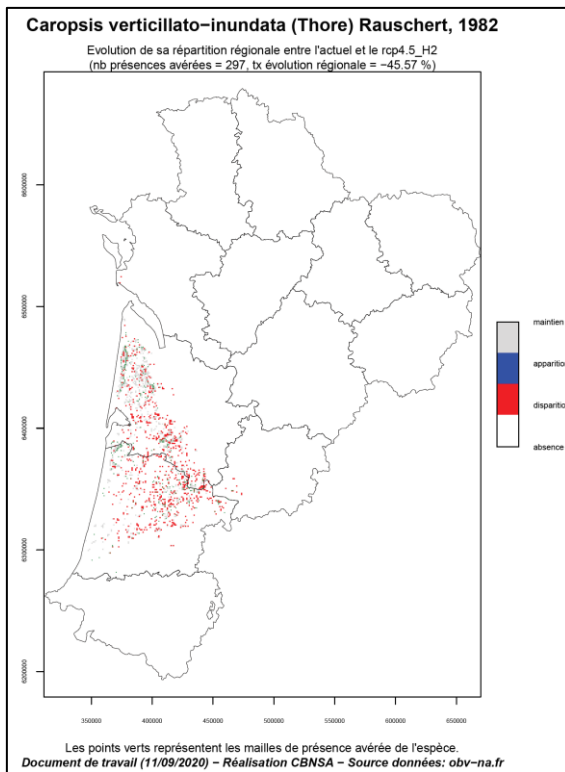 Caropsis verticillato−inundata (Thore) Rauschert, 1982
Evolution de sa répartition régionale entre l'actuel et le rcp4.5_H2
(nb présences avérées = 297, tx évolution régionale = −45.57 %)
6600000
6500000
6400000
6300000
6200000
maintien
apparition
disparition
absence
350000 400000 450000 500000 550000 600000 650000
Les points verts représentent les mailles de présence avérée de l'espèce.
Document de travail (11/09/2020) − Réalisation CBNSA − Source données: obv−na.fr